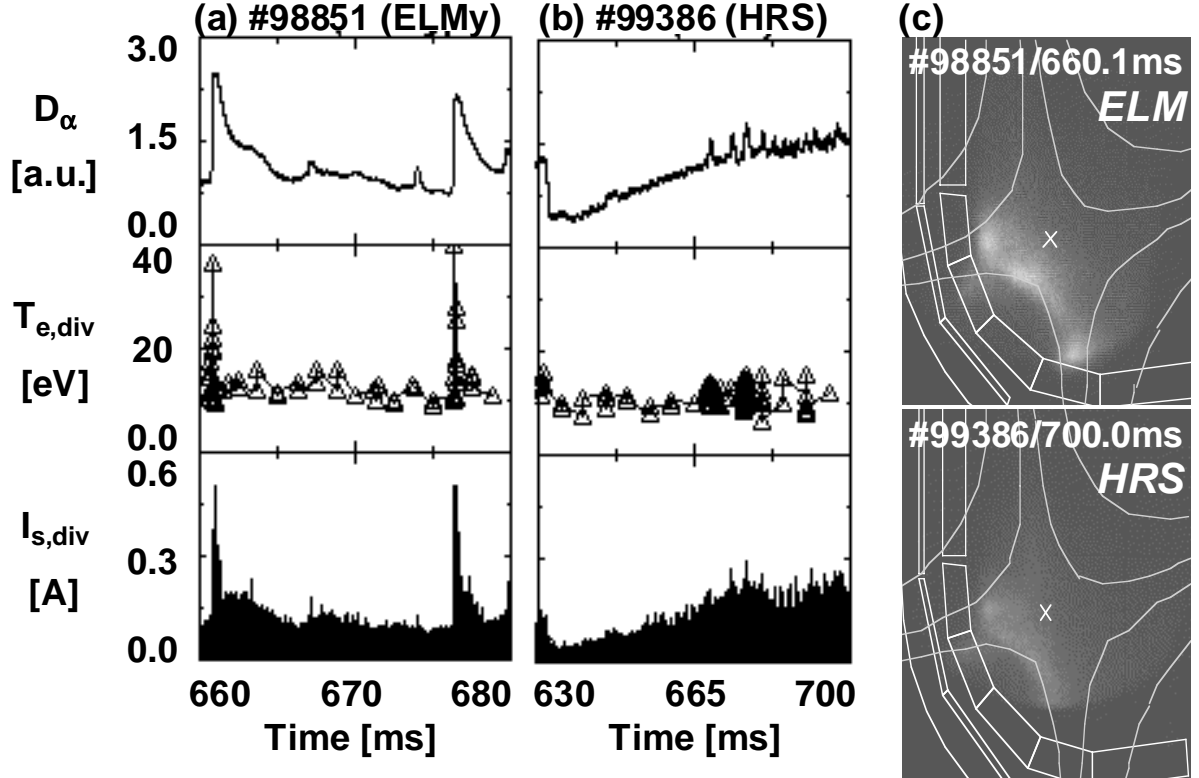 (a) #98851 (ELMy)
(b) #99386 (HRS)
(c)
3.0
Dα
1.5
[a.u.]
0.0
40
Te,div
20
[eV]
0.0
0.6
Is,div
0.3
[A]
0.0
660 670 680
Time [ms]
630 665 700
Time [ms]
#98851/660.1ms
ELM
X
#99386/700.0ms
HRS
X